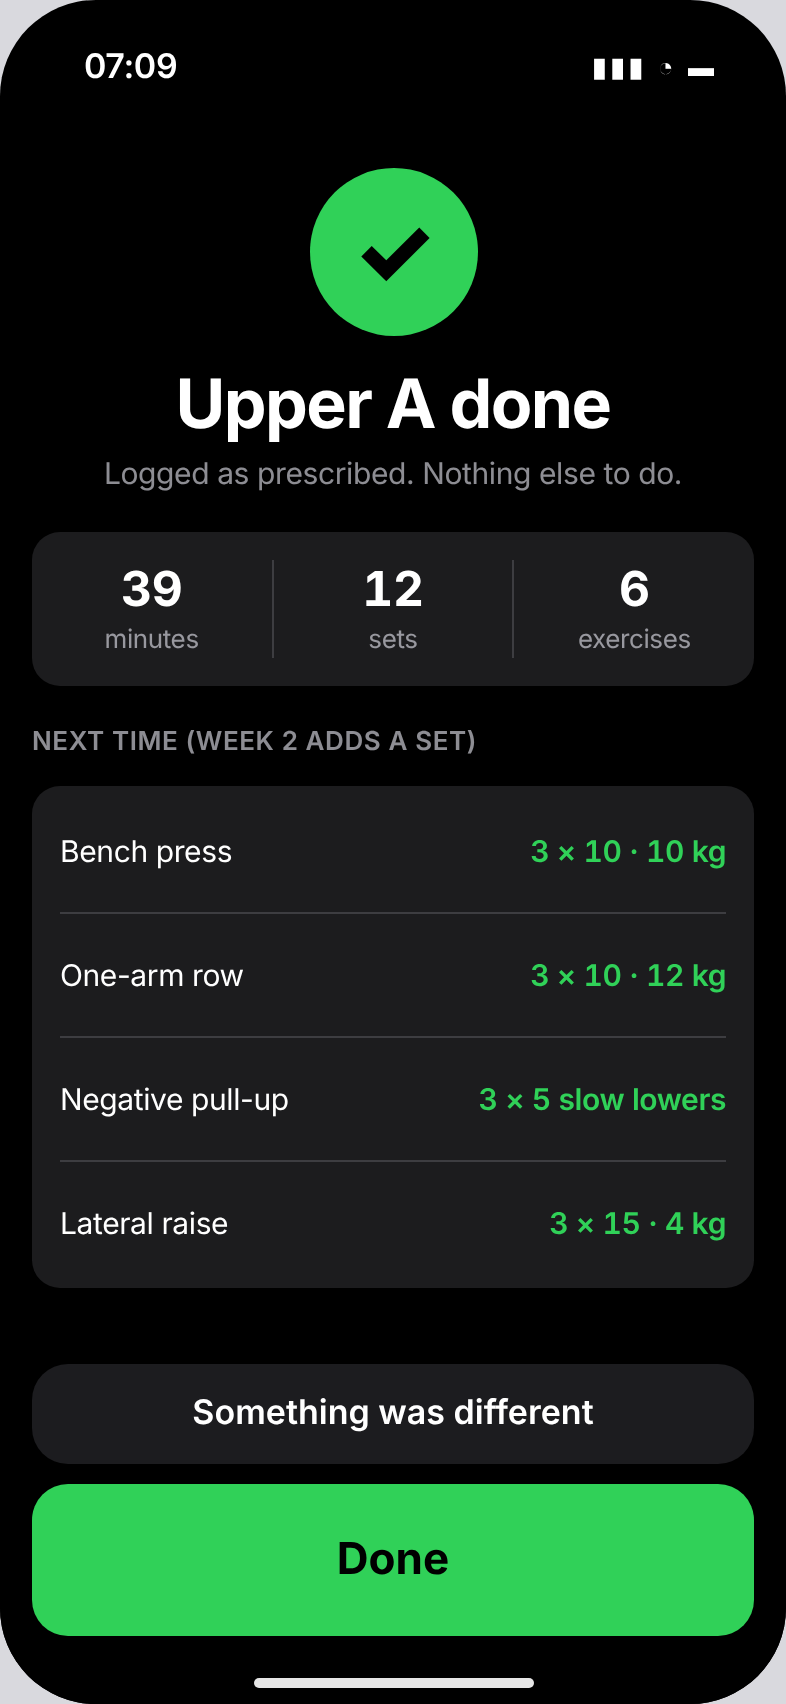 07:09
Upper A done
Logged as prescribed. Nothing else to do.
39 12 6
minutes sets exercises
NEXT TIME (WEEK 2 ADDS A SET)
Bench press 3 × 10 · 10 kg
One-arm row 3 × 10 · 12 kg
Negative pull-up 3 × 5 slow lowers
Lateral raise 3 × 15 · 4 kg
Something was different
Done